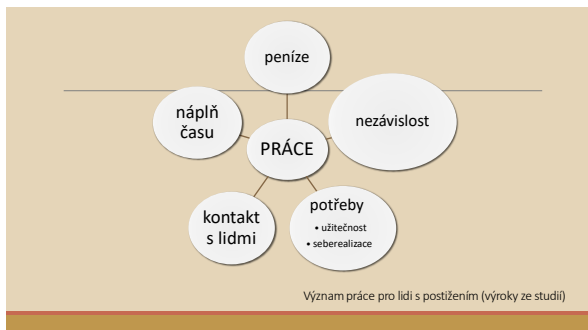 peníze
náplň
času
nezávislost
PRÁCE
kontakt
s lidmi
potřeby
• užitečnost
• seberealizace
Význam práce pro lidi s postižením (výroky ze studií)